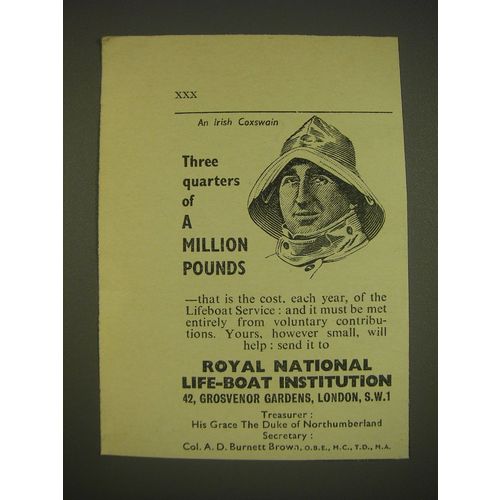 xxx
An Irish Coxswain
Three
quarters
of
A
MILLION
POUNDS
—that is the cost, each year, of the
Lifeboat Service : and it must be met
entirely from voluntary contribu-
tions. Yours, however small, will
help : send it to
ROYAL NATIONAL
LIFE-BOAT INSTITUTION
42, GROSVENOR GARDENS, LONDON, S.W.1
Treasurer :
His Grace The Duke of Northumberland
Secretary :
Col. A. D. Burnett Brown, O.B.E., M.C., T.D., M.A.